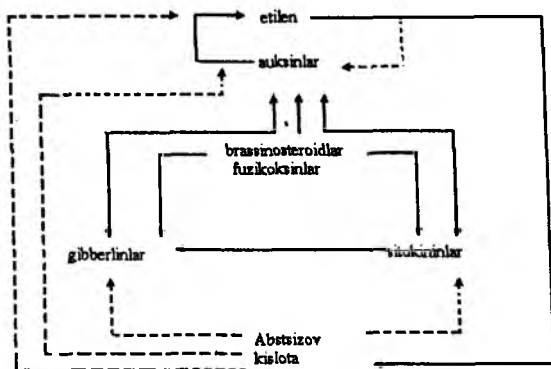 etilen
auksinlar
brassinosteroidlar
fuzikoksinlar
gibberlinlar
sitokininlar
Abstsizov
kislota